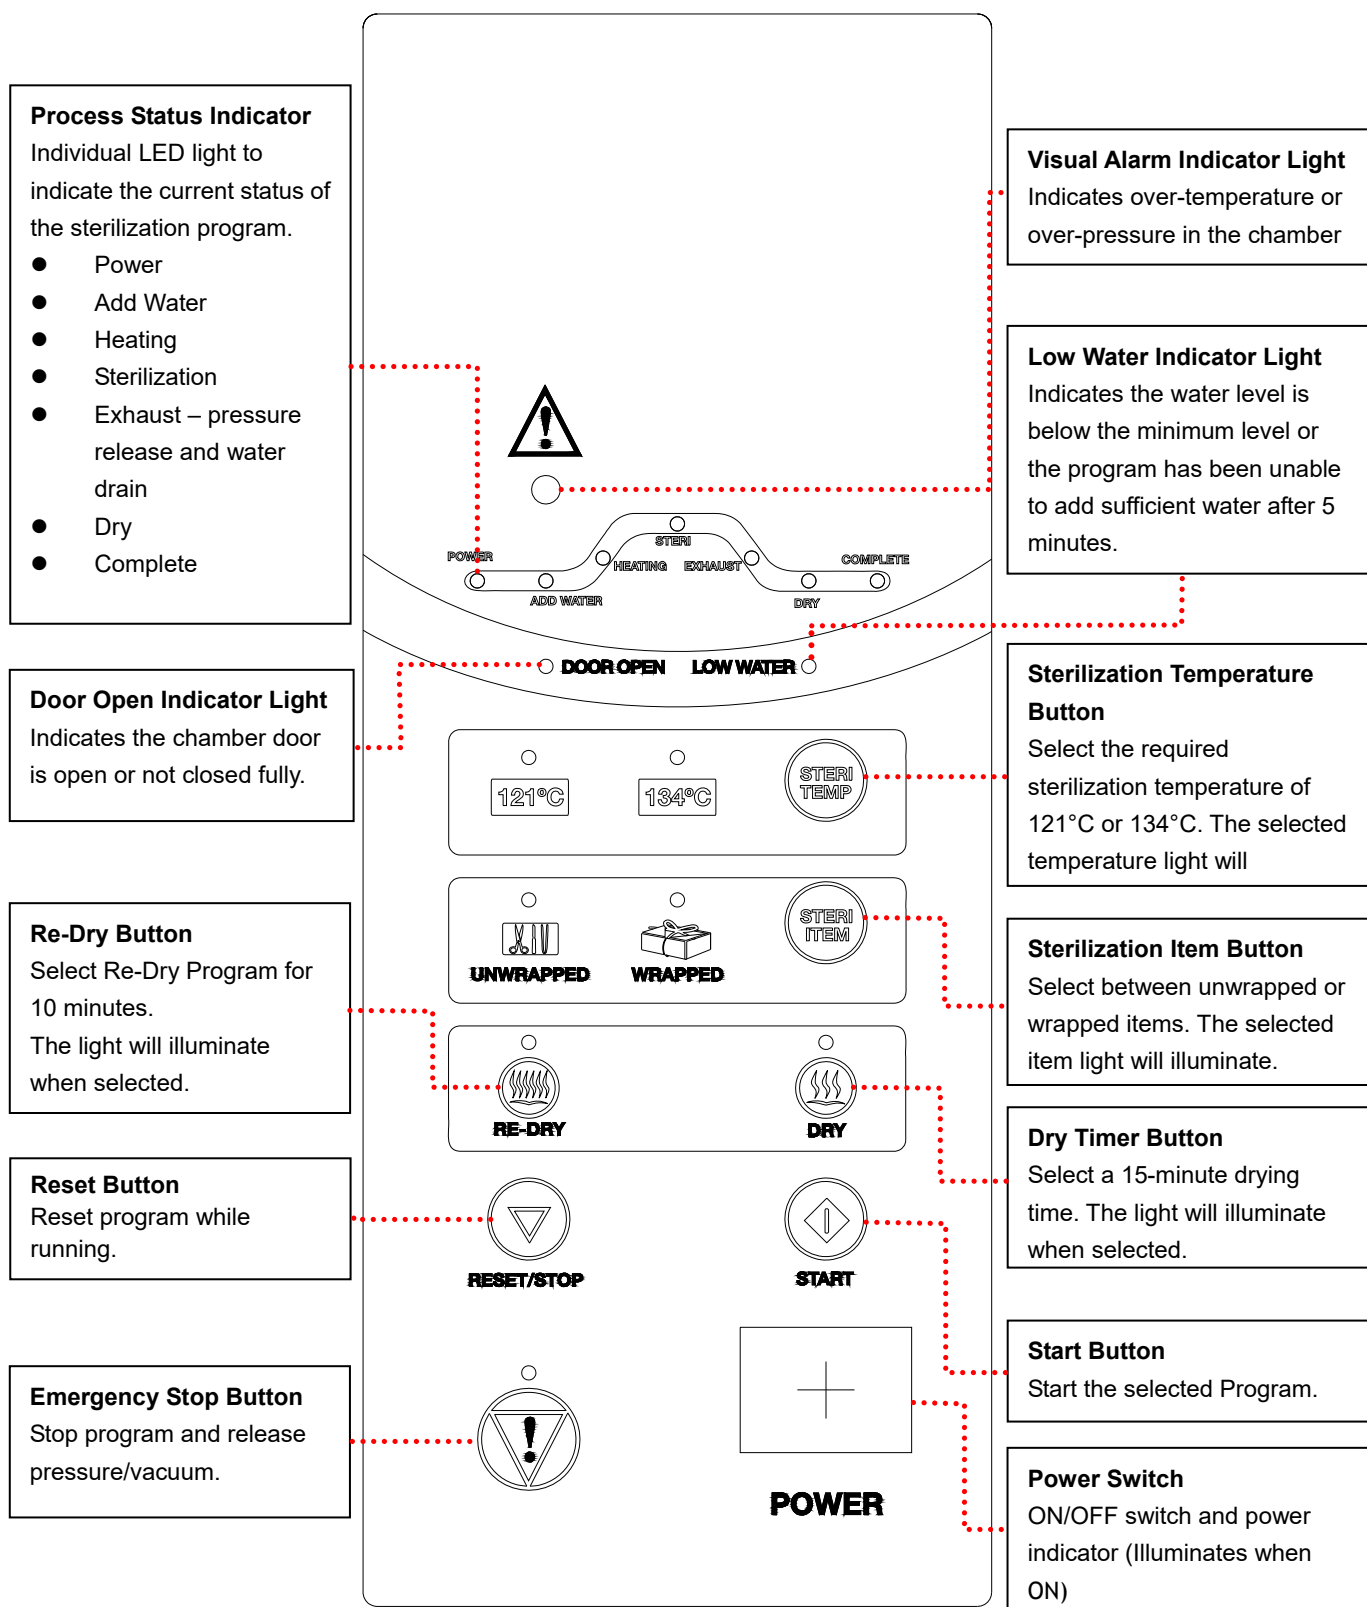 Process Status Indicator
Individual LED light to
indicate the current status of
the sterilization program.
● Power
● Add Water
● Heating
● Sterilization
● Exhaust – pressure
release and water
drain
● Dry
● Complete
Door Open Indicator Light
Indicates the chamber door
is open or not closed fully.
Re-Dry Button
Select Re-Dry Program for
10 minutes.
The light will illuminate
when selected.
Reset Button
Reset program while
running.
Emergency Stop Button
Stop program and release
pressure/vacuum.
!
STERI
POWER
HEATING
EXHAUST
COMPLETE
ADD WATER
DRY
DOOR OPEN
LOW WATER
121ºC
134ºC
STERI
TEMP
UNWRAPPED
WRAPPED
STERI
ITEM
RE-DRY
DRY
RESET/STOP
START
!
POWER
Visual Alarm Indicator Light
Indicates over-temperature or
over-pressure in the chamber
Low Water Indicator Light
Indicates the water level is
below the minimum level or
the program has been unable
to add sufficient water after 5
minutes.
Sterilization Temperature
Button
Select the required
sterilization temperature of
121°C or 134°C. The selected
temperature light will
Sterilization Item Button
Select between unwrapped or
wrapped items. The selected
item light will illuminate.
Dry Timer Button
Select a 15-minute drying
time. The light will illuminate
when selected.
Start Button
Start the selected Program.
Power Switch
ON/OFF switch and power
indicator (Illuminates when
ON)